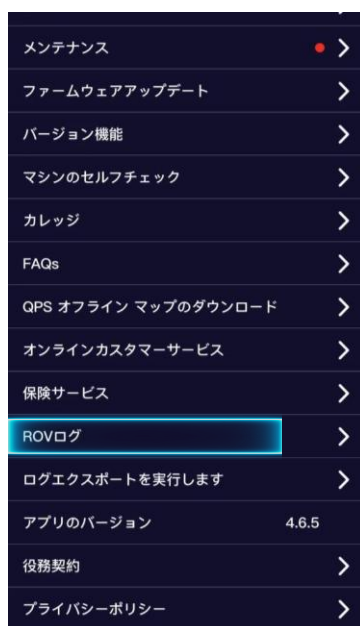 メンテナンス
ファームウェアアップデート
バージョン機能
マシンのセルフチェック
カレッジ
FAQs
QPS オフライン マップのダウンロード
オンラインカスタマーサービス
保険サービス
ROVログ
ログエクスポートを実行します
アプリのバージョン 4.6.5
役務契約
プライバシーポリシー